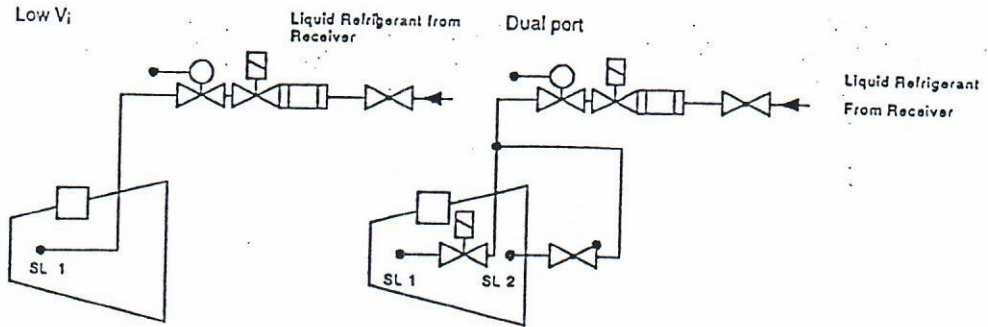 Low Vi
Liquid Refrigerant from
Receiver
SL 1
Dual port
Liquid Refrigerant
From Receiver
SL 1
SL 2